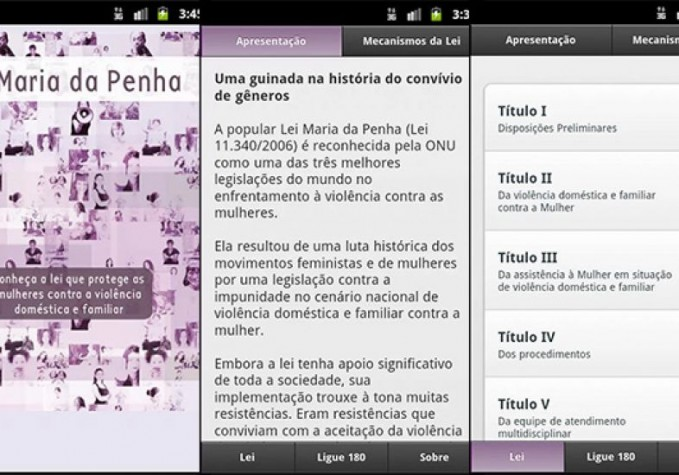 3:45
Maria da Penha
conheça a lei que protege as
mulheres contra a violência
doméstica e familiar
3G
3:3
Apresentação
Mecanismos da Lei
Uma guinada na história do convívio
de gêneros
A popular Lei Maria da Penha (Lei
11.340/2006) é reconhecida pela ONU
como uma das três melhores
legislações do mundo no
enfrentamento à violência contra as
mulheres.
Ela resultou de uma luta histórica dos
movimentos feministas e de mulheres
por uma legislação contra a
impunidade no cenário nacional de
violência doméstica e familiar contra a
mulher.
Embora a lei tenha apoio significativo
de toda a sociedade, sua
implementação trouxe à tona muitas
resistências. Eram resistências que
conviviam com a aceitação da violência
Lei
Ligue 180
Sobre
Apresentação
Mecanism
Título I
Disposições Preliminares
Título II
Da violência doméstica e familiar
contra a Mulher
Título III
Da assistência à Mulher em situação
de violência doméstica e familiar
Título IV
Dos procedimentos
Título V
Da equipe de atendimento
multidisciplinar
Lei
Ligue 180